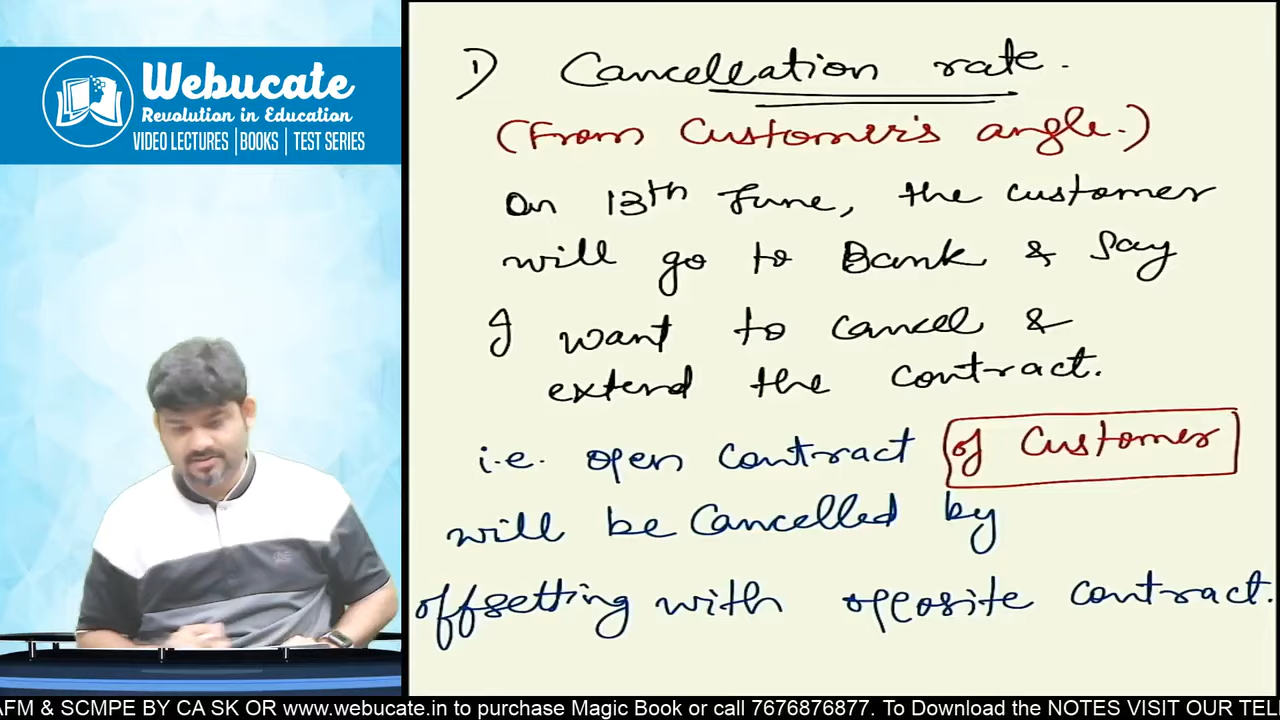 Webucate
Revolution in Education
VIDEO LECTURES | BOOKS | TEST SERIES
1) Cancellation rate.
(From Customer's angle.)
On 13th June, the customer
will go to Bank & Say
I want to cancel &
extend the contract.
i.e. open contract of Customer
will be Cancelled by
offsetting with opposite contract.
AFM & SCMPE BY CA SK OR www.webucate.in to purchase Magic Book or call 7676876877. To Download the NOTES VISIT OUR TEL